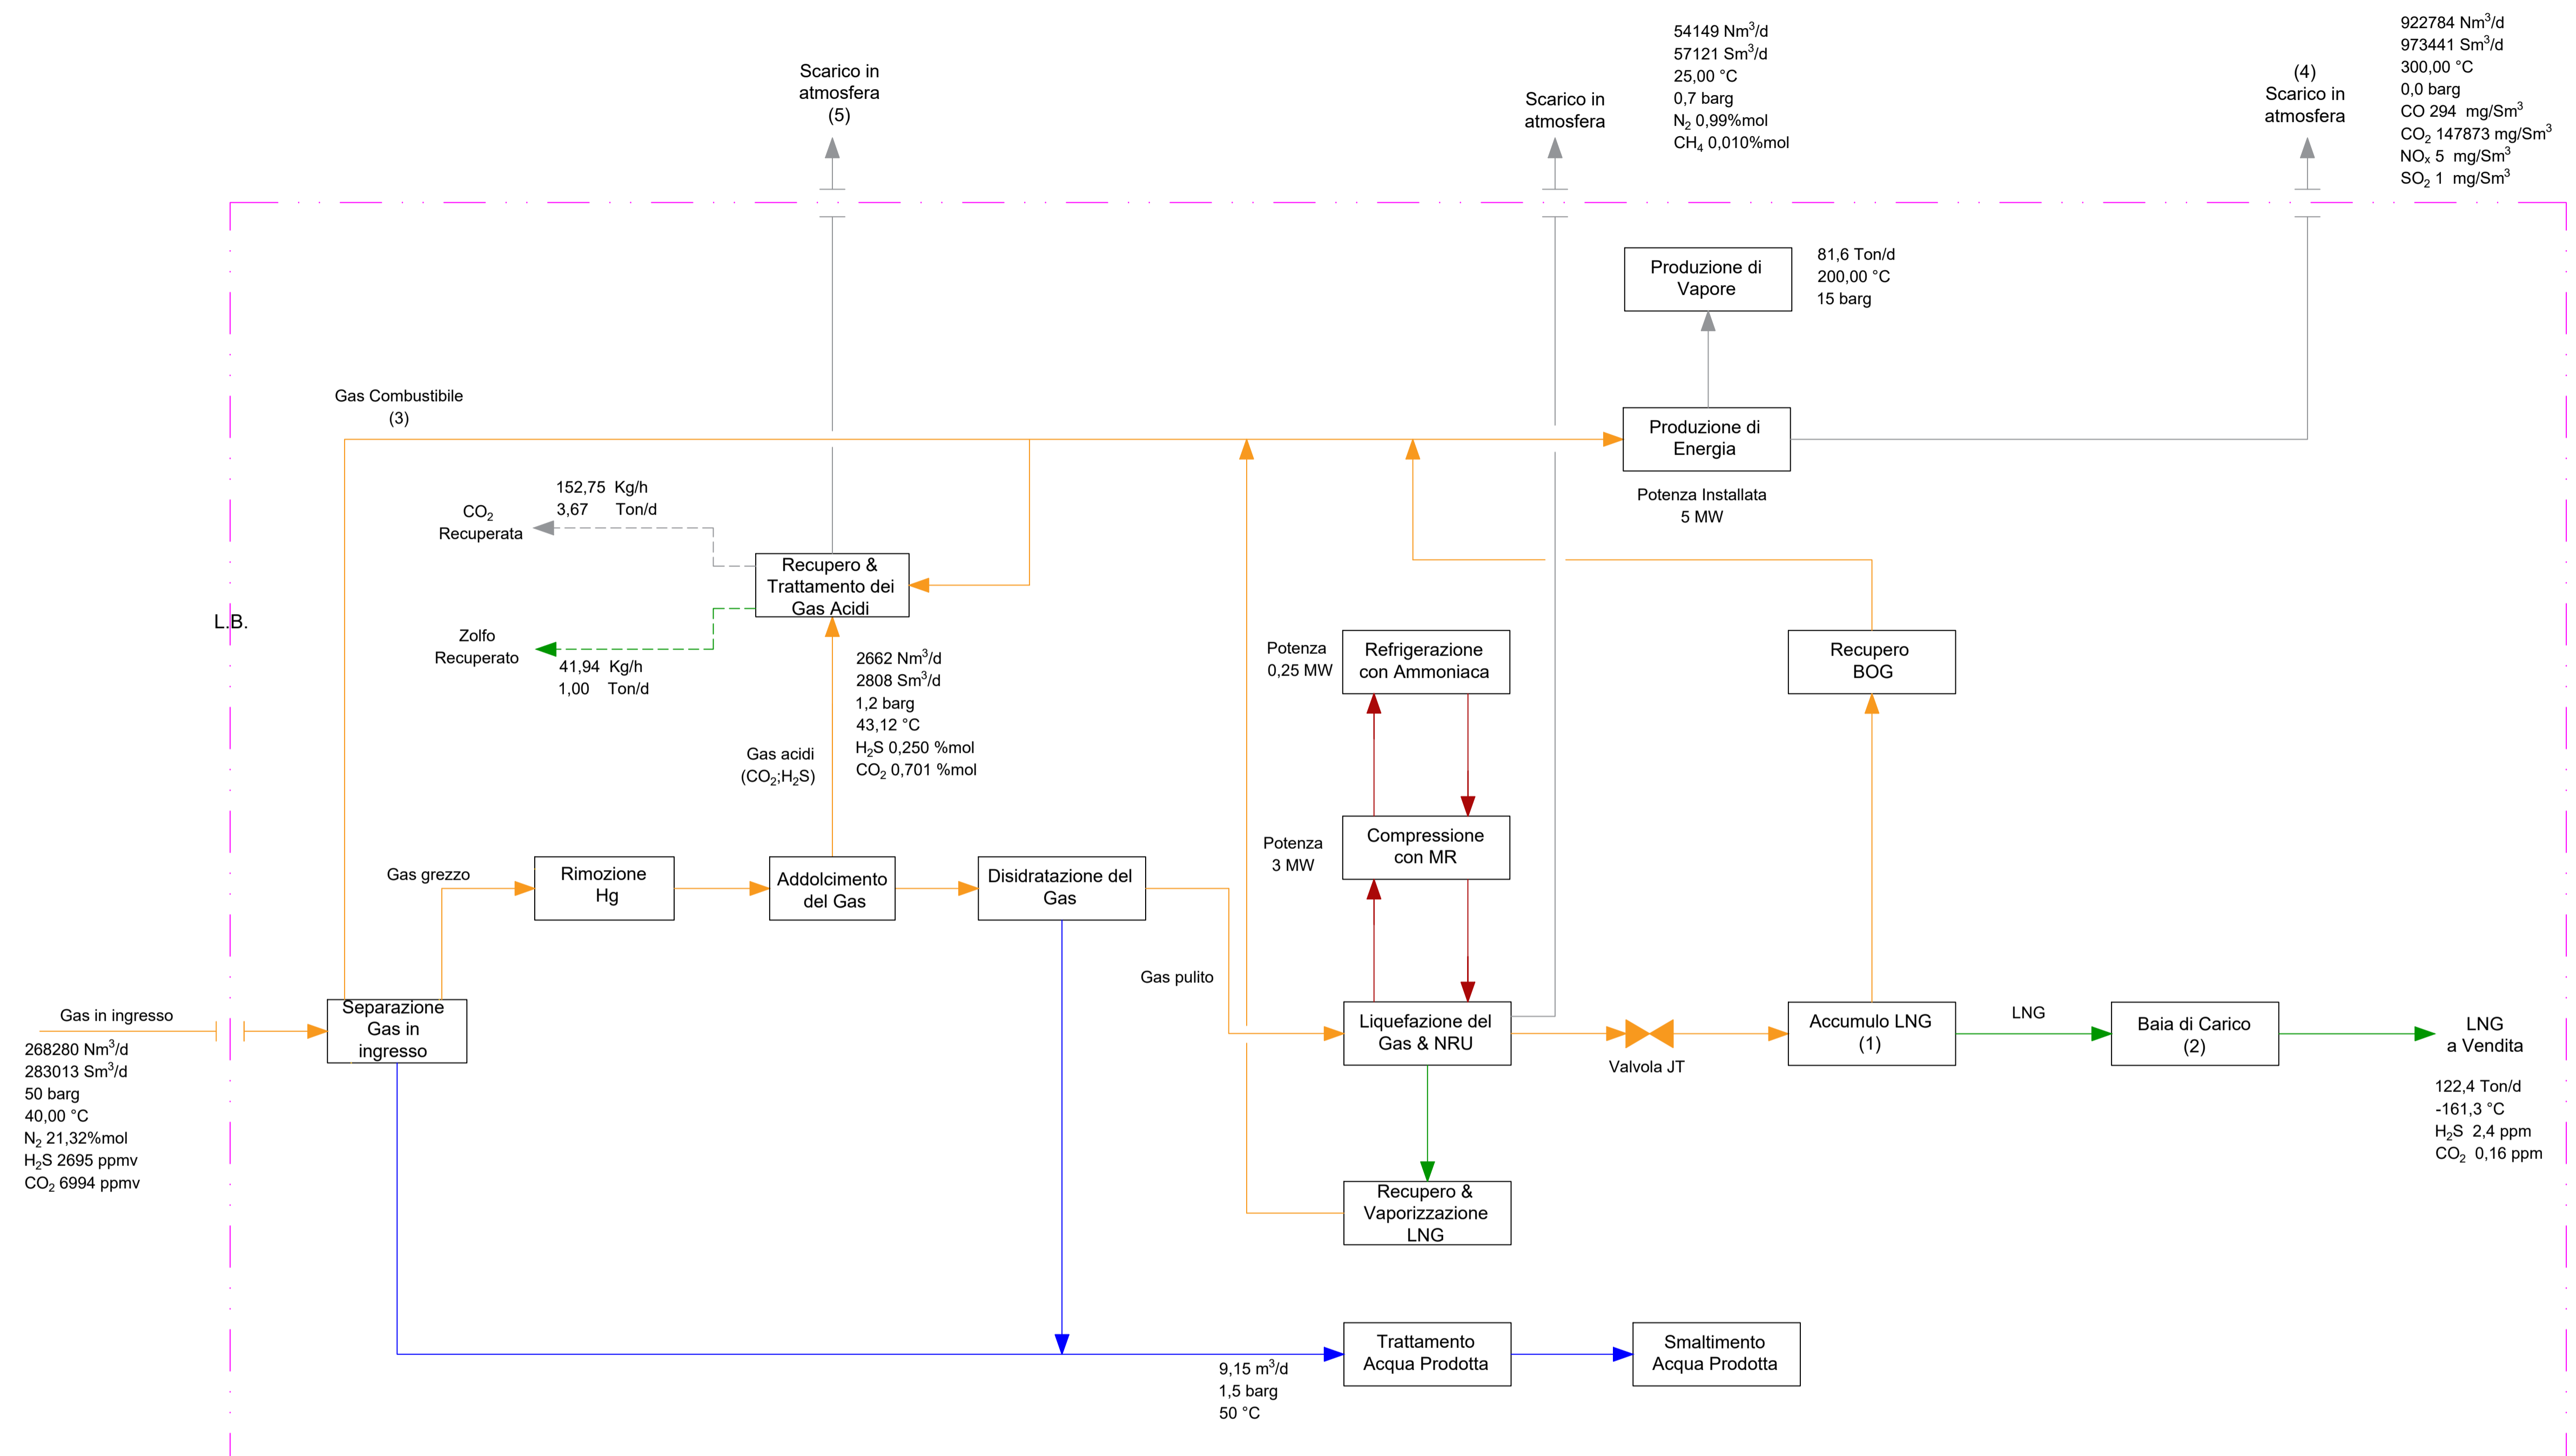 Scarico in
atmosfera
(5)
Scarico in
atmosfera
54149 Nm³/d
57121 Sm³/d
25,00 °C
0,7 barg
N₂ 0,99%mol
CH₄ 0,010%mol
(4)
Scarico in
atmosfera
922784 Nm³/d
973441 Sm³/d
300,00 °C
0,0 barg
CO 294 mg/Sm³
CO₂ 147873 mg/Sm³
NOₓ 5 mg/Sm³
SO₂ 1 mg/Sm³
Produzione di
Vapore
81,6 Ton/d
200,00 °C
15 barg
Gas Combustibile
(3)
Produzione di
Energia
Potenza Installata
5 MW
152,75 Kg/h
3,67 Ton/d
CO₂
Recuperata
Recupero &
Trattamento dei
Gas Acidi
L.B.
Zolfo
Recuperato
41,94 Kg/h
1,00 Ton/d
2662 Nm³/d
2808 Sm³/d
1,2 barg
43,12 °C
H₂S 0,250 %mol
CO₂ 0,701 %mol
Gas acidi
(CO₂;H₂S)
Potenza
0,25 MW
Refrigerazione
con Ammoniaca
Recupero
BOG
Potenza
3 MW
Compressione
con MR
Gas grezzo
Rimozione
Hg
Addolcimento
del Gas
Disidratazione del
Gas
Gas pulito
Gas in ingresso
268280 Nm³/d
283013 Sm³/d
50 barg
40,00 °C
N₂ 21,32%mol
H₂S 2695 ppmv
CO₂ 6994 ppmv
Separazione
Gas in
ingresso
Liquefazione del
Gas & NRU
Valvola JT
Accumulo LNG
(1)
LNG
Baia di Carico
(2)
LNG
a Vendita
122,4 Ton/d
-161,3 °C
H₂S 2,4 ppm
CO₂ 0,16 ppm
Recupero &
Vaporizzazione
LNG
9,15 m³/d
1,5 barg
50 °C
Trattamento
Acqua Prodotta
Smaltimento
Acqua Prodotta